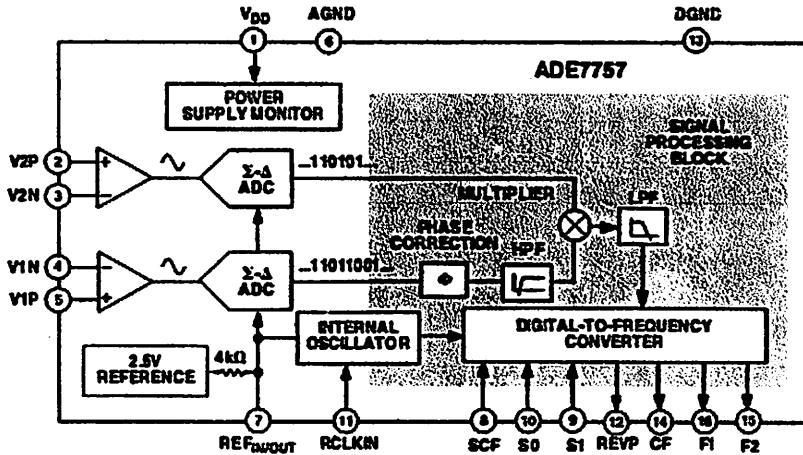 VDD AGND DGND
1 6 13
ADE7757
POWER
SUPPLY MONITOR
SIGNAL
PROCESSING
BLOCK
V2P 2 +
V2N 3 –
Σ-Δ
ADC
...110101...
MULTIPLIER
LPF
PHASE
CORRECTION
HPF
V1N 4 –
V1P 5 +
Σ-Δ
ADC
...11011001...
Φ
INTERNAL
OSCILLATOR
DIGITAL-TO-FREQUENCY
CONVERTER
2.5V
REFERENCE
4kΩ
7 11 8 10 9 12 14 16 15
REFIN/OUT RCLKIN SCF S0 S1 REVP CF F1 F2